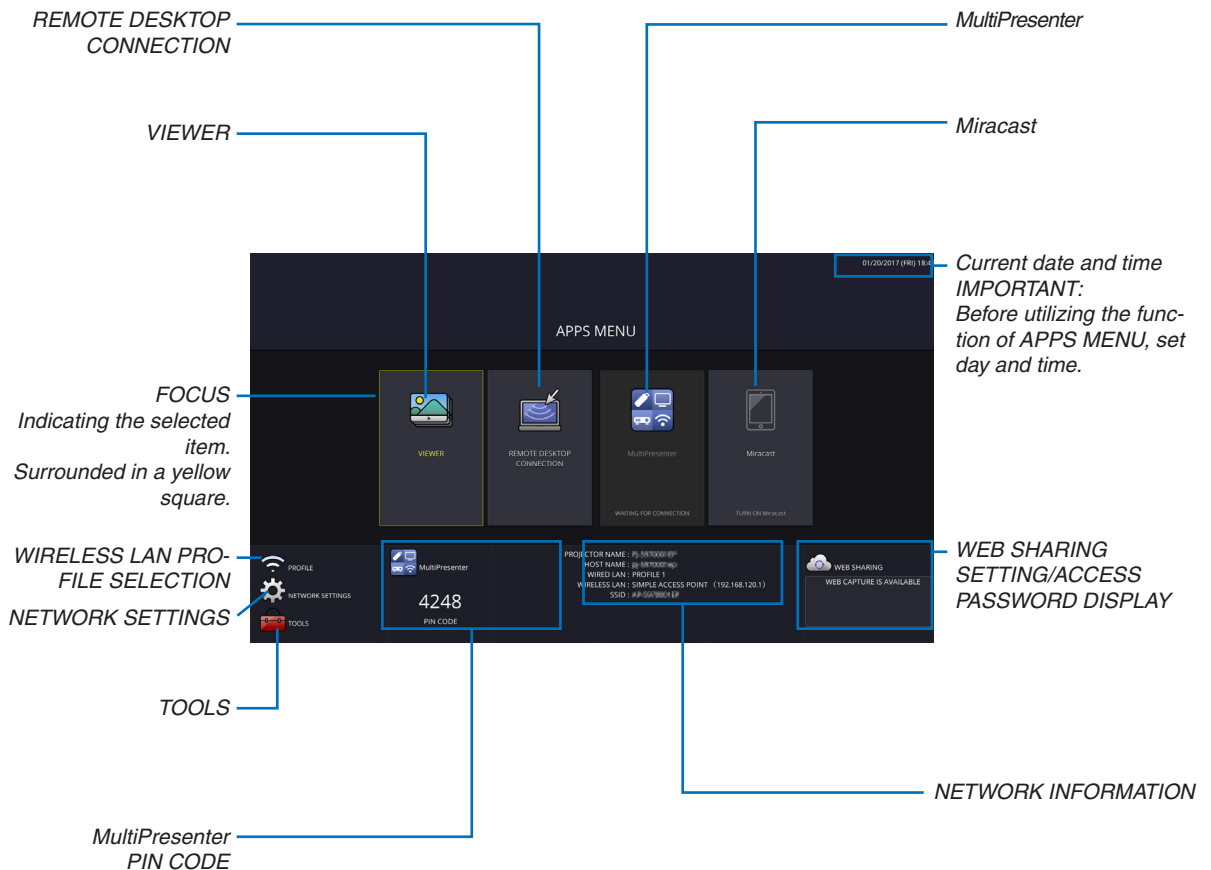 REMOTE DESKTOP
CONNECTION
MultiPresenter
VIEWER
Miracast
Current date and time
IMPORTANT:
Before utilizing the func-
tion of APPS MENU, set
day and time.
01/20/2017 (FRI) 18:4
APPS MENU
FOCUS
Indicating the selected
item.
Surrounded in a yellow
square.
VIEWER
REMOTE DESKTOP
CONNECTION
MultiPresenter
WAITING FOR CONNECTION
Miracast
TURN ON Miracast
WIRELESS LAN PRO-
FILE SELECTION
NETWORK SETTINGS
PROFILE
NETWORK SETTINGS
TOOLS
MultiPresenter
4248
PIN CODE
PROJECTOR NAME :
HOST NAME :
WIRED LAN : PROFILE 1
WIRELESS LAN : SIMPLE ACCESS POINT (192.168.120.1)
SSID :
WEB SHARING
WEB CAPTURE IS AVAILABLE
WEB SHARING
SETTING/ACCESS
PASSWORD DISPLAY
TOOLS
NETWORK INFORMATION
MultiPresenter
PIN CODE